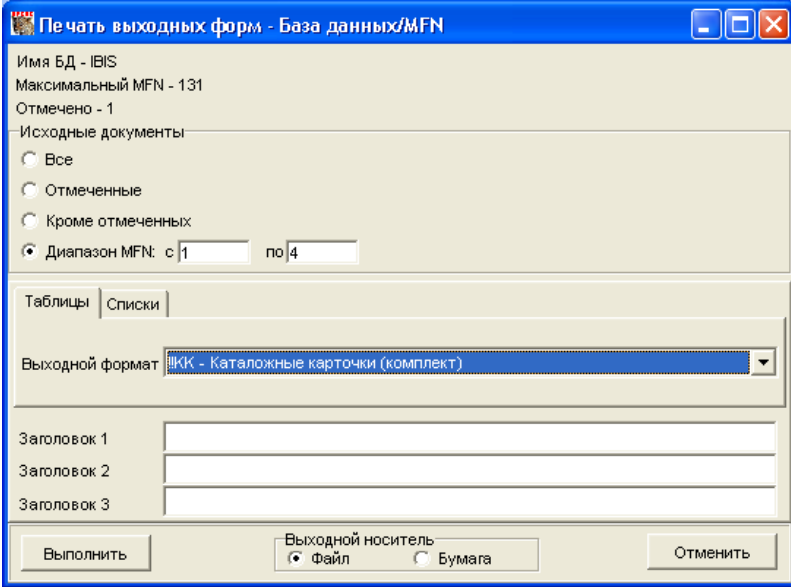 Печать выходных форм - База данных/MFN
Имя БД - IBIS
Максимальный MFN - 131
Отмечено - 1
Исходные документы
Все
Отмеченные
Кроме отмеченных
Диапазон MFN: с 1 по 4
Таблицы Списки
Выходной формат !!КК - Каталожные карточки (комплект)
Заголовок 1
Заголовок 2
Заголовок 3
Выполнить
Выходной носитель
Файл Бумага
Отменить